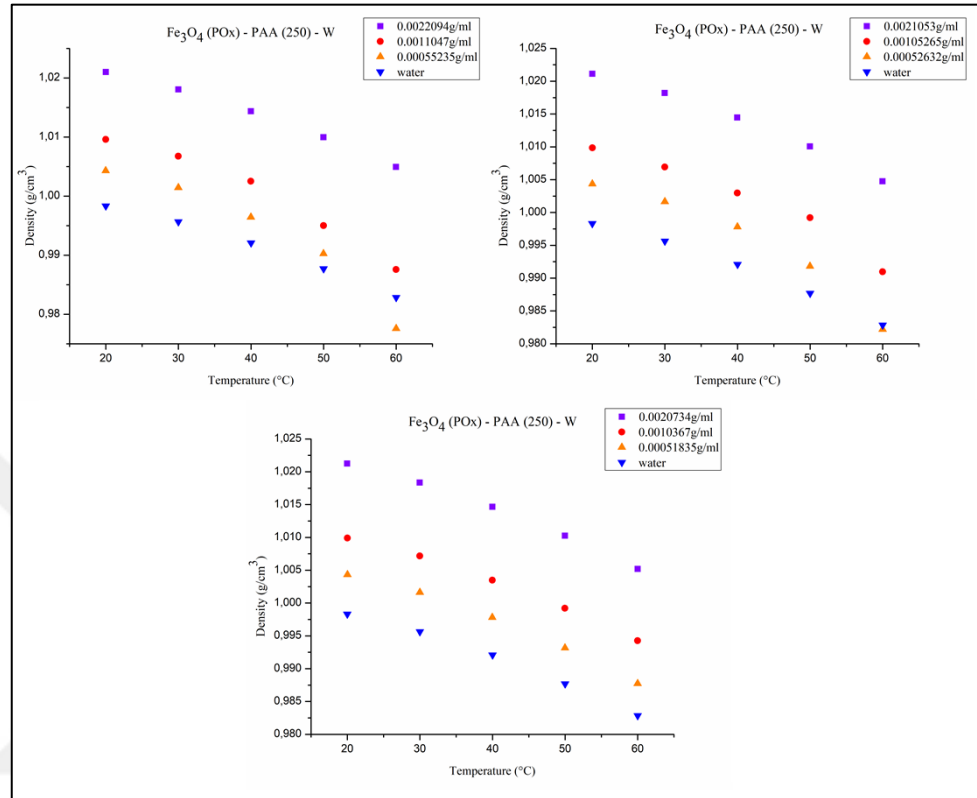 Fe3O4 (POx) - PAA (250) - W
0.0022094g/ml
0.0011047g/ml
0.00055235g/ml
water
Density (g/cm3)
1,02
1,01
1,00
0,99
0,98
20 30 40 50 60
Temperature (°C)
Fe3O4 (POx) - PAA (250) - W
0.0021053g/ml
0.00105265g/ml
0.00052632g/ml
water
Density (g/cm3)
1,025
1,020
1,015
1,010
1,005
1,000
0,995
0,990
0,985
0,980
20 30 40 50 60
Temperature (°C)
Fe3O4 (POx) - PAA (250) - W
0.0020734g/ml
0.0010367g/ml
0.00051835g/ml
water
Density (g/cm3)
1,025
1,020
1,015
1,010
1,005
1,000
0,995
0,990
0,985
0,980
20 30 40 50 60
Temperature (°C)